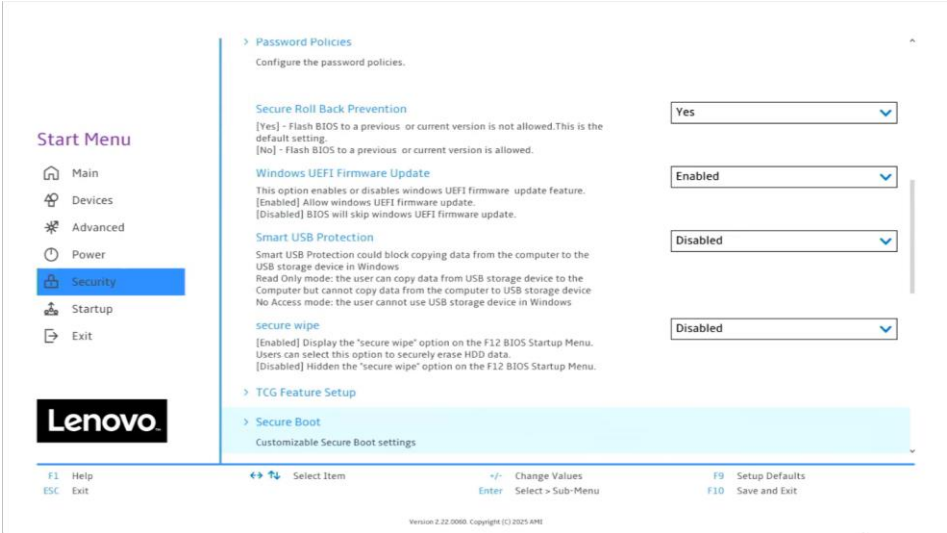 Start Menu
Main
Devices
Advanced
Power
Security
Startup
Exit
Lenovo
> Password Policies
Configure the password policies.
Secure Roll Back Prevention
Yes
[Yes] - Flash BIOS to a previous or current version is not allowed.This is the
default setting.
[No] - Flash BIOS to a previous or current version is allowed.
Windows UEFI Firmware Update
Enabled
This option enables or disables windows UEFI firmware update feature.
[Enabled] Allow windows UEFI firmware update.
[Disabled] BIOS will skip windows UEFI firmware update.
Smart USB Protection
Disabled
Smart USB Protection could block copying data from the computer to the
USB storage device in Windows
Read Only mode: the user can copy data from USB storage device to the
Computer but cannot copy data from the computer to USB storage device
No Access mode: the user cannot use USB storage device in Windows
secure wipe
Disabled
[Enabled] Display the "secure wipe" option on the F12 BIOS Startup Menu.
Users can select this option to securely erase HDD data.
[Disabled] Hidden the "secure wipe" option on the F12 BIOS Startup Menu.
> TCG Feature Setup
> Secure Boot
Customizable Secure Boot settings
F1 Help
ESC Exit
Select Item
+/- Change Values
Enter Select > Sub-Menu
F9 Setup Defaults
F10 Save and Exit
Version 2.22.0060. Copyright (C) 2025 AMI